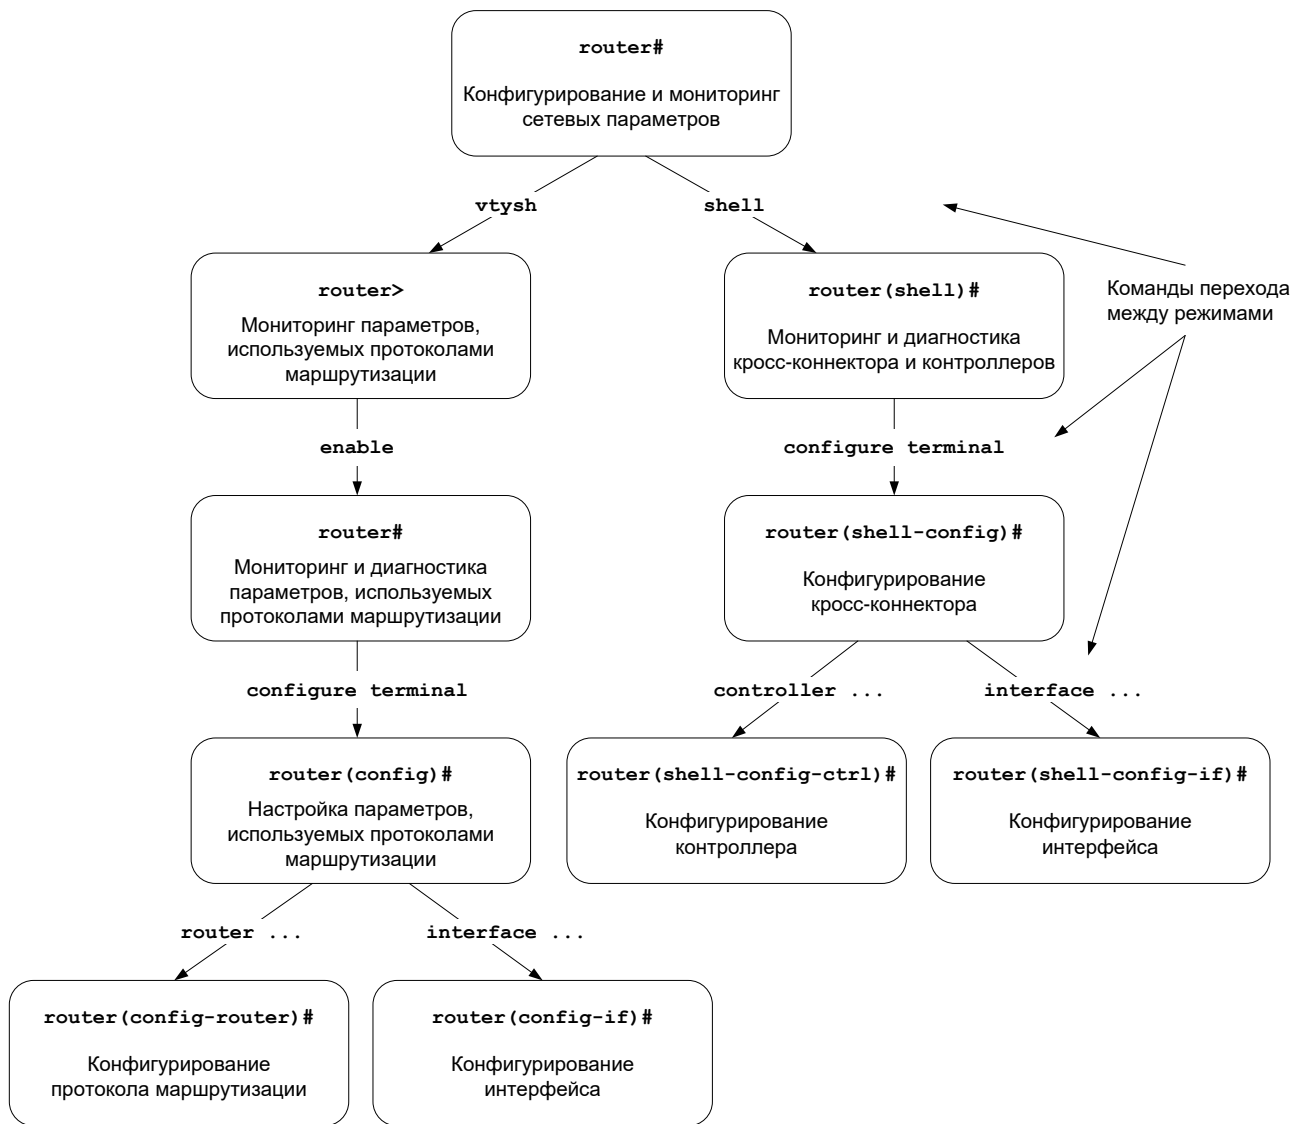 router#
Конфигурирование и мониторинг
сетевых параметров
vtysh
shell
router>
Мониторинг параметров,
используемых протоколами
маршрутизации
router(shell)#
Мониторинг и диагностика
кросс-коннектора и контроллеров
Команды перехода
между режимами
enable
configure terminal
router#
Мониторинг и диагностика
параметров, используемых
протоколами маршрутизации
router(shell-config)#
Конфигурирование
кросс-коннектора
configure terminal
controller ...
interface ...
router(config)#
Настройка параметров,
используемых протоколами
маршрутизации
router(shell-config-ctrl)#
Конфигурирование
контроллера
router(shell-config-if)#
Конфигурирование
интерфейса
router ...
interface ...
router(config-router)#
Конфигурирование
протокола маршрутизации
router(config-if)#
Конфигурирование
интерфейса